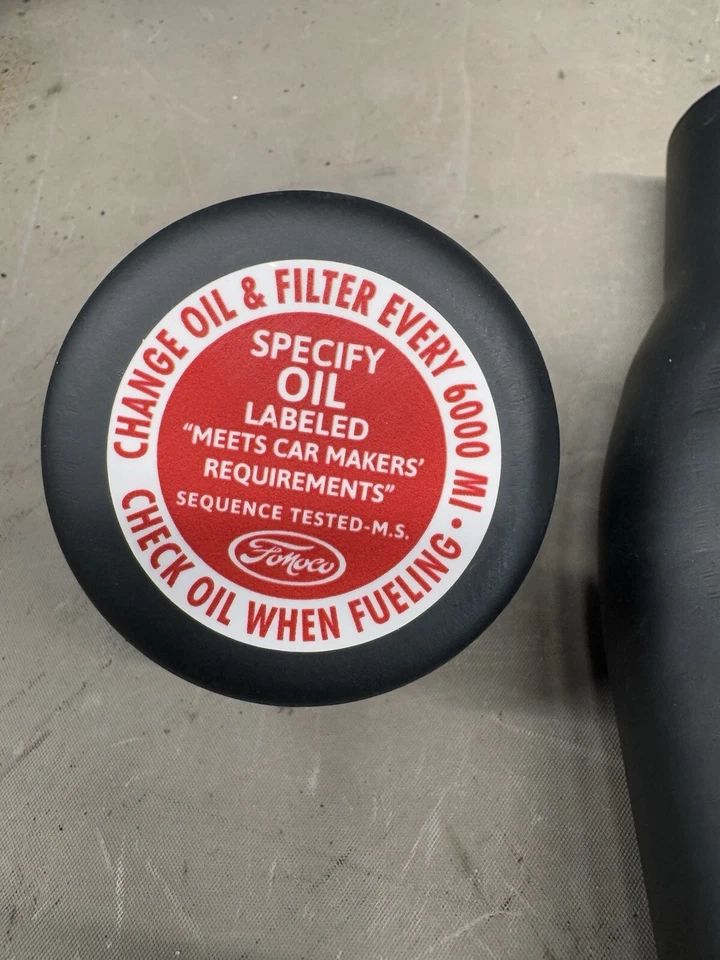 CHANGE OIL & FILTER EVERY 6000 MI •
SPECIFY
OIL
LABELED
“MEETS CAR MAKERS’
REQUIREMENTS”
SEQUENCE TESTED-M.S.
FoMoCo
CHECK OIL WHEN FUELING